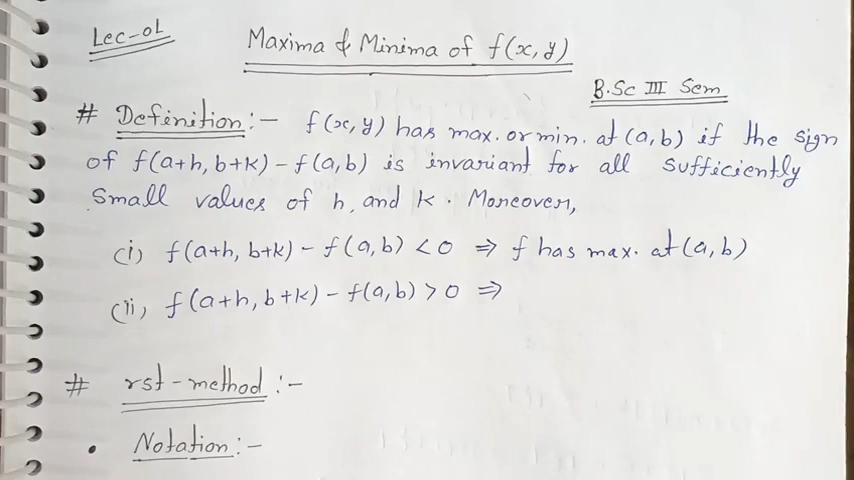 Lec-01
Maxima & Minima of f(x, y)
B.Sc III Sem
# Definition :- f(x, y) has max. or min. at (a, b) if the sign
of f(a+h, b+k) - f(a, b) is invariant for all sufficiently
small values of h, and k. Moreover,
(i) f(a+h, b+k) - f(a, b) < 0 ⇒ f has max. at (a, b)
(ii) f(a+h, b+k) - f(a, b) > 0 ⇒
# rst-method :-
• Notation :-